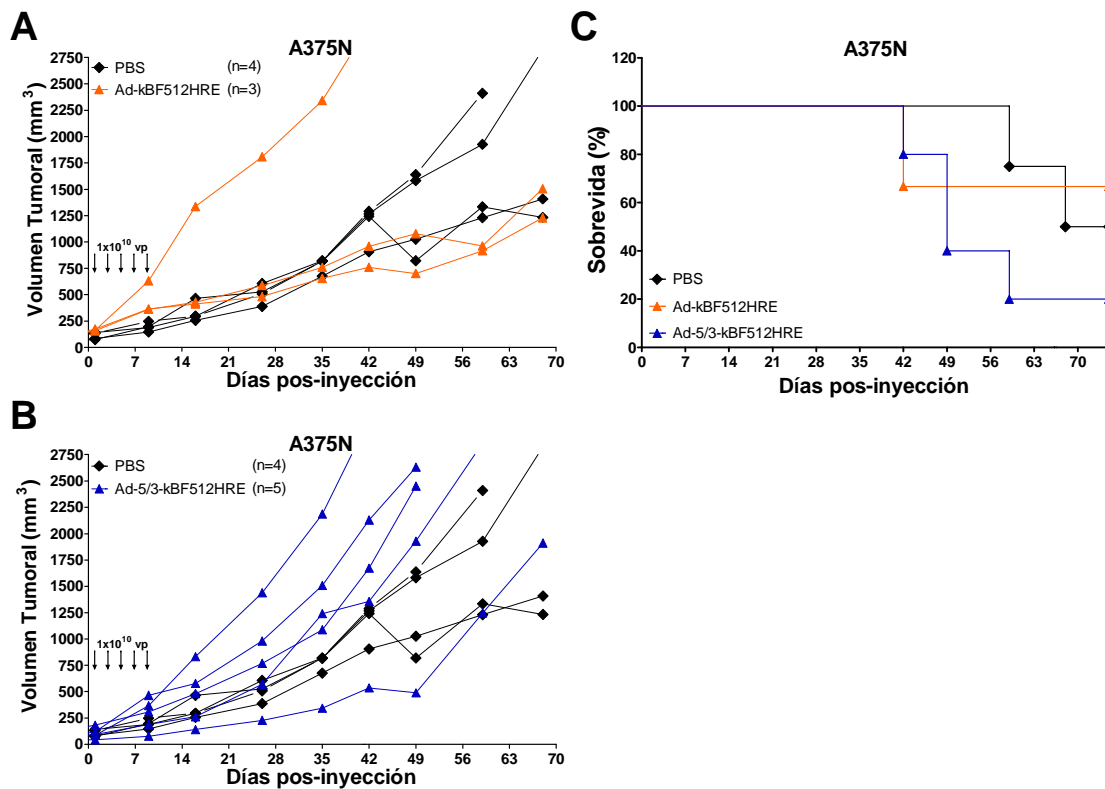 A
A375N
Volumen Tumoral (mm³)
2750
2500
2250
2000
1750
1500
1250
1000
750
500
250
0
PBS (n=4)
Ad-kBF512HRE (n=3)
1x10¹⁰ vp
0 7 14 21 28 35 42 49 56 63 70
Días pos-inyección
B
A375N
Volumen Tumoral (mm³)
2750
2500
2250
2000
1750
1500
1250
1000
750
500
250
0
PBS (n=4)
Ad-5/3-kBF512HRE (n=5)
1x10¹⁰ vp
0 7 14 21 28 35 42 49 56 63 70
Días pos-inyección
C
A375N
Sobrevida (%)
120
100
80
60
40
20
0
PBS
Ad-kBF512HRE
Ad-5/3-kBF512HRE
0 7 14 21 28 35 42 49 56 63 70
Días pos-inyección